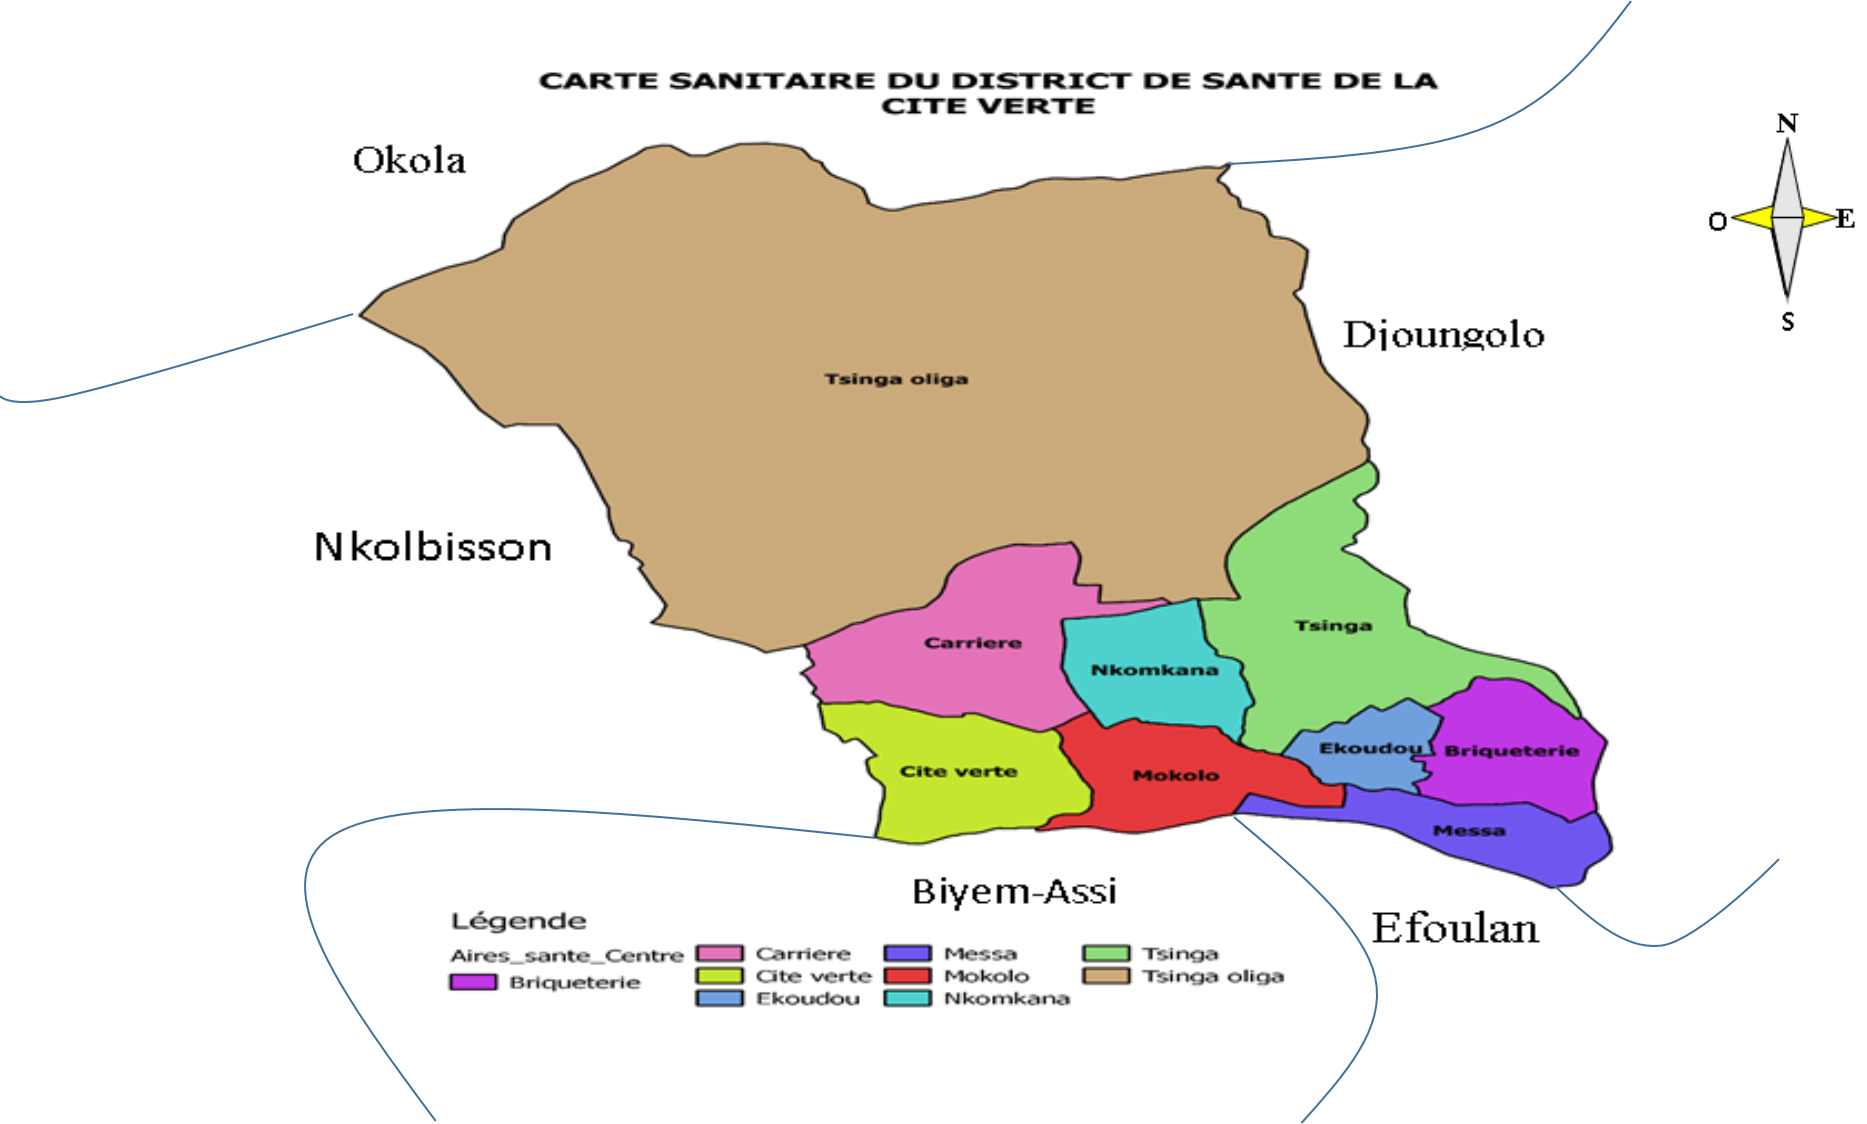 CARTE SANITAIRE DU DISTRICT DE SANTE DE LA
CITE VERTE
N
O
E
S
Okola
Djoungolo
Tsinga oliga
Nkolbisson
Tsinga
Carriere
Nkomkana
Ekoudou
Briqueterie
Cite verte
Mokolo
Messa
Biyem-Assi
Efoulan
Légende
Aires_sante_Centre
Briqueterie
Carriere
Cite verte
Ekoudou
Messa
Mokolo
Nkomkana
Tsinga
Tsinga oliga